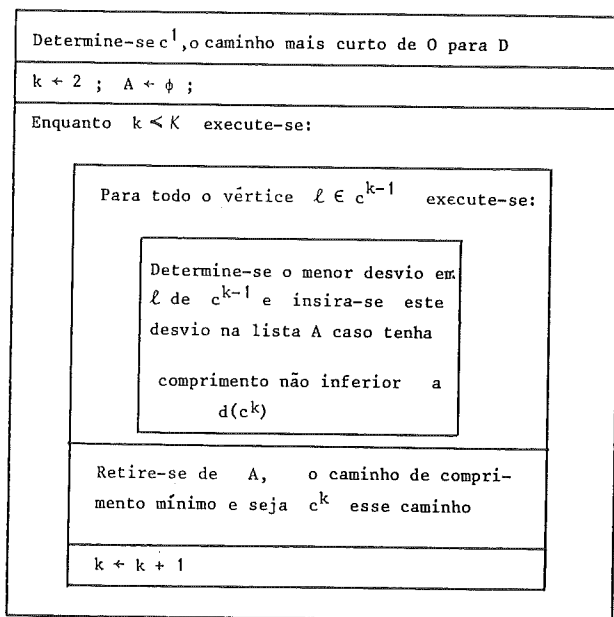 Determine-se c¹, o caminho mais curto de O para D
k ← 2 ; A ← ϕ ;
Enquanto k ⩽ K execute-se:
Para todo o vértice ℓ ∈ cᵏ⁻¹ execute-se:
Determine-se o menor desvio em
ℓ de cᵏ⁻¹ e insira-se este
desvio na lista A caso tenha
comprimento não inferior a
d(cᵏ)
Retire-se de A, o caminho de compri-
mento mínimo e seja cᵏ esse caminho
k ← k + 1